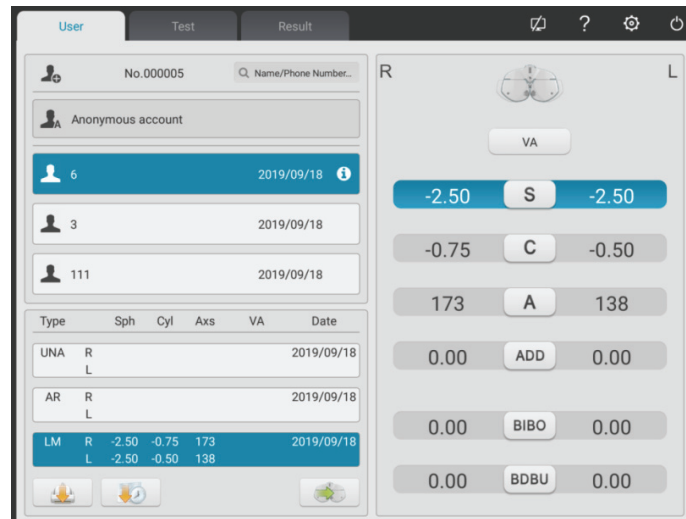 User Test Result ?
No.000005 Name/Phone Number...
A Anonymous account
6 2019/09/18 i
3 2019/09/18
111 2019/09/18
Type Sph Cyl Axs VA Date
UNA R 2019/09/18
L
AR R 2019/09/18
L
LM R -2.50 -0.75 173 2019/09/18
L -2.50 -0.50 138
R L
VA
-2.50 S -2.50
-0.75 C -0.50
173 A 138
0.00 ADD 0.00
0.00 BIBO 0.00
0.00 BDBU 0.00